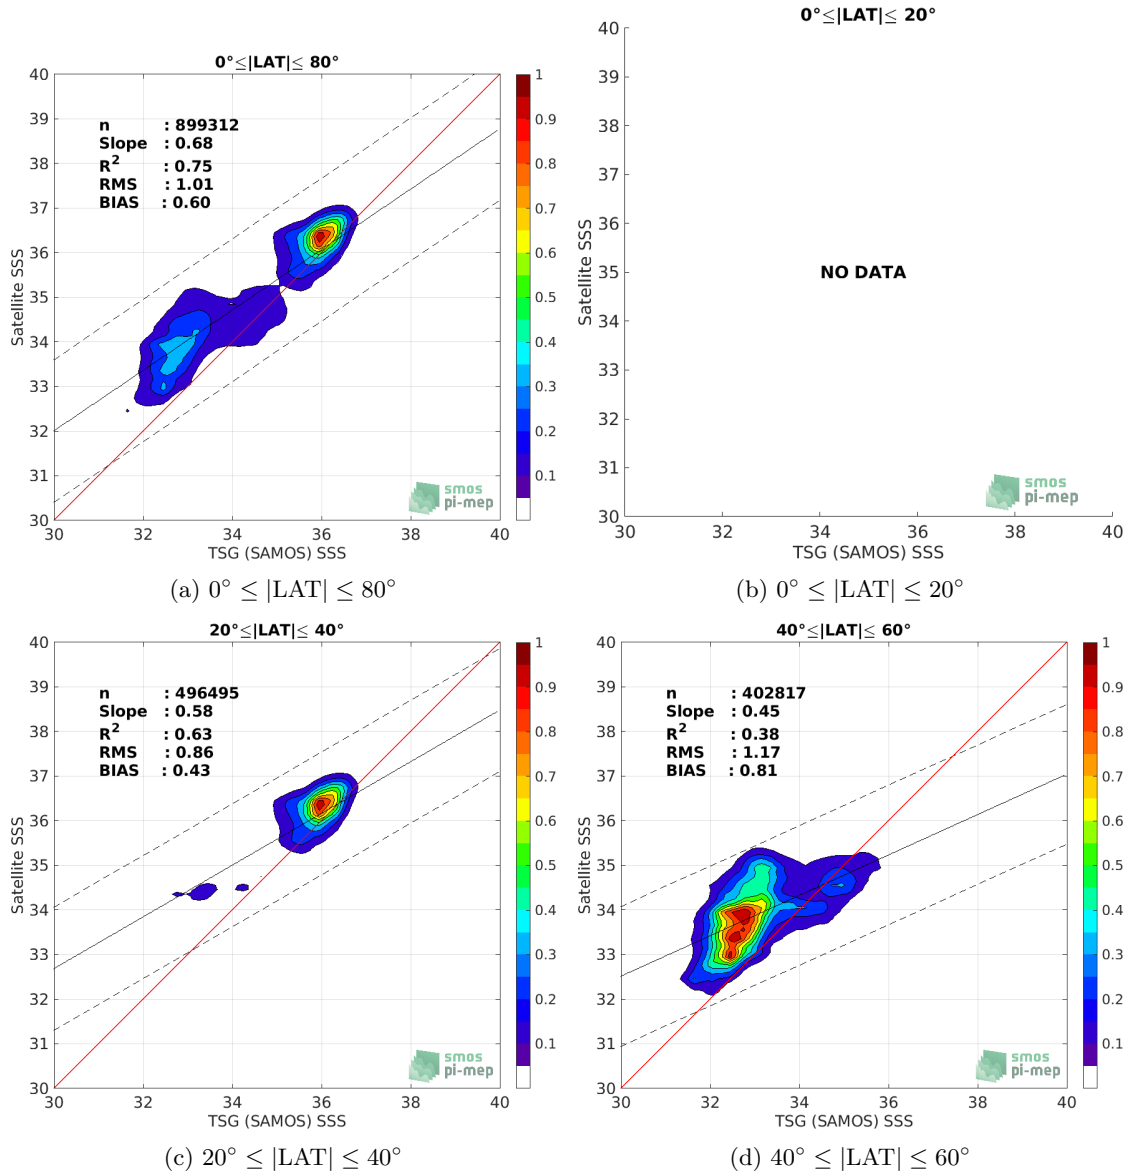 0°≤|LAT|≤ 80°
40
39
38
37
36
35
34
33
32
31
30
Satellite SSS
n : 899312
Slope : 0.68
R² : 0.75
RMS : 1.01
BIAS : 0.60
1
0.9
0.8
0.7
0.6
0.5
0.4
0.3
0.2
0.1
smos
pi-mep
30 32 34 36 38 40
TSG (SAMOS) SSS
(a) 0° ≤ |LAT| ≤ 80°
0°≤|LAT|≤ 20°
40
39
38
37
36
35
34
33
32
31
30
Satellite SSS
NO DATA
smos
pi-mep
30 32 34 36 38 40
TSG (SAMOS) SSS
(b) 0° ≤ |LAT| ≤ 20°
20°≤|LAT|≤ 40°
40
39
38
37
36
35
34
33
32
31
30
Satellite SSS
n : 496495
Slope : 0.58
R² : 0.63
RMS : 0.86
BIAS : 0.43
1
0.9
0.8
0.7
0.6
0.5
0.4
0.3
0.2
0.1
smos
pi-mep
30 32 34 36 38 40
TSG (SAMOS) SSS
(c) 20° ≤ |LAT| ≤ 40°
40°≤|LAT|≤ 60°
40
39
38
37
36
35
34
33
32
31
30
Satellite SSS
n : 402817
Slope : 0.45
R² : 0.38
RMS : 1.17
BIAS : 0.81
1
0.9
0.8
0.7
0.6
0.5
0.4
0.3
0.2
0.1
smos
pi-mep
30 32 34 36 38 40
TSG (SAMOS) SSS
(d) 40° ≤ |LAT| ≤ 60°